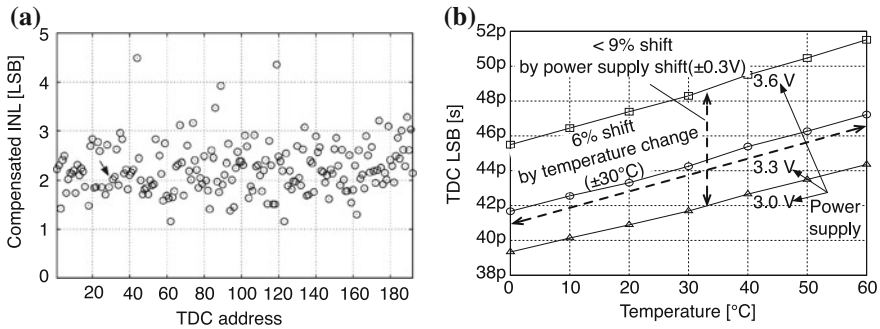 (a)
5
4
3
2
1
0
Compensated INL [LSB]
20 40 60 80 100 120 140 160 180
TDC address
(b)
52p
50p
48p
46p
44p
42p
40p
38p
TDC LSB [s]
< 9% shift
by power supply shift(±0.3V)
6% shift
by temperature change
(±30°C)
3.6 V
3.3 V
3.0 V
Power
supply
0 10 20 30 40 50 60
Temperature [°C]